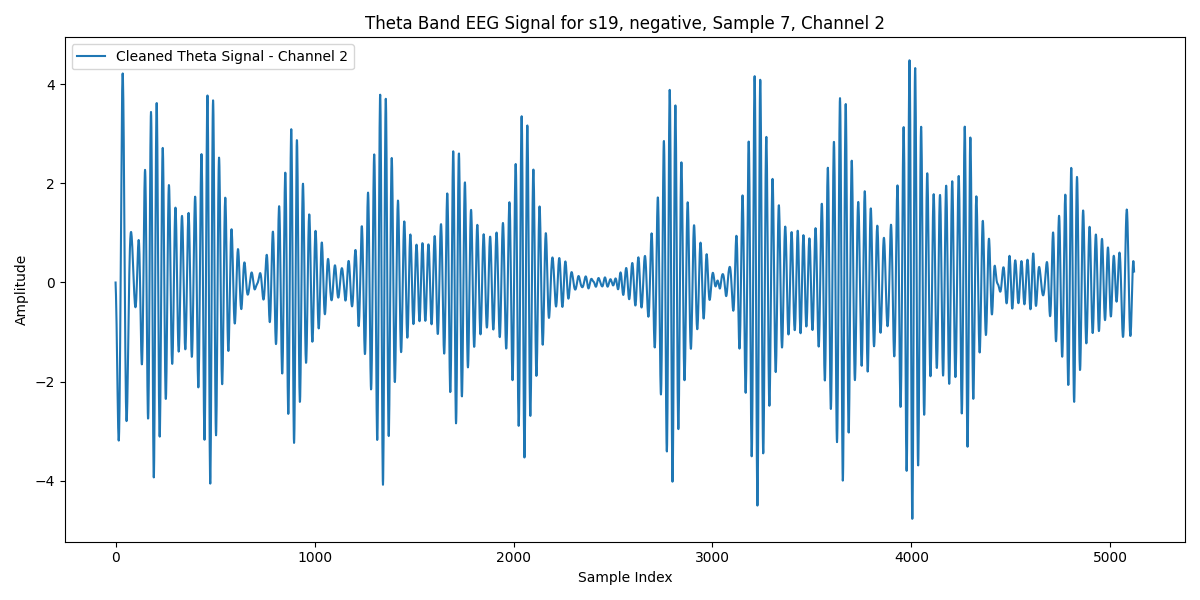 Theta Band EEG Signal for s19, negative, Sample 7, Channel 2
Cleaned Theta Signal - Channel 2
Amplitude
4
2
0
−2
−4
0 1000 2000 3000 4000 5000
Sample Index